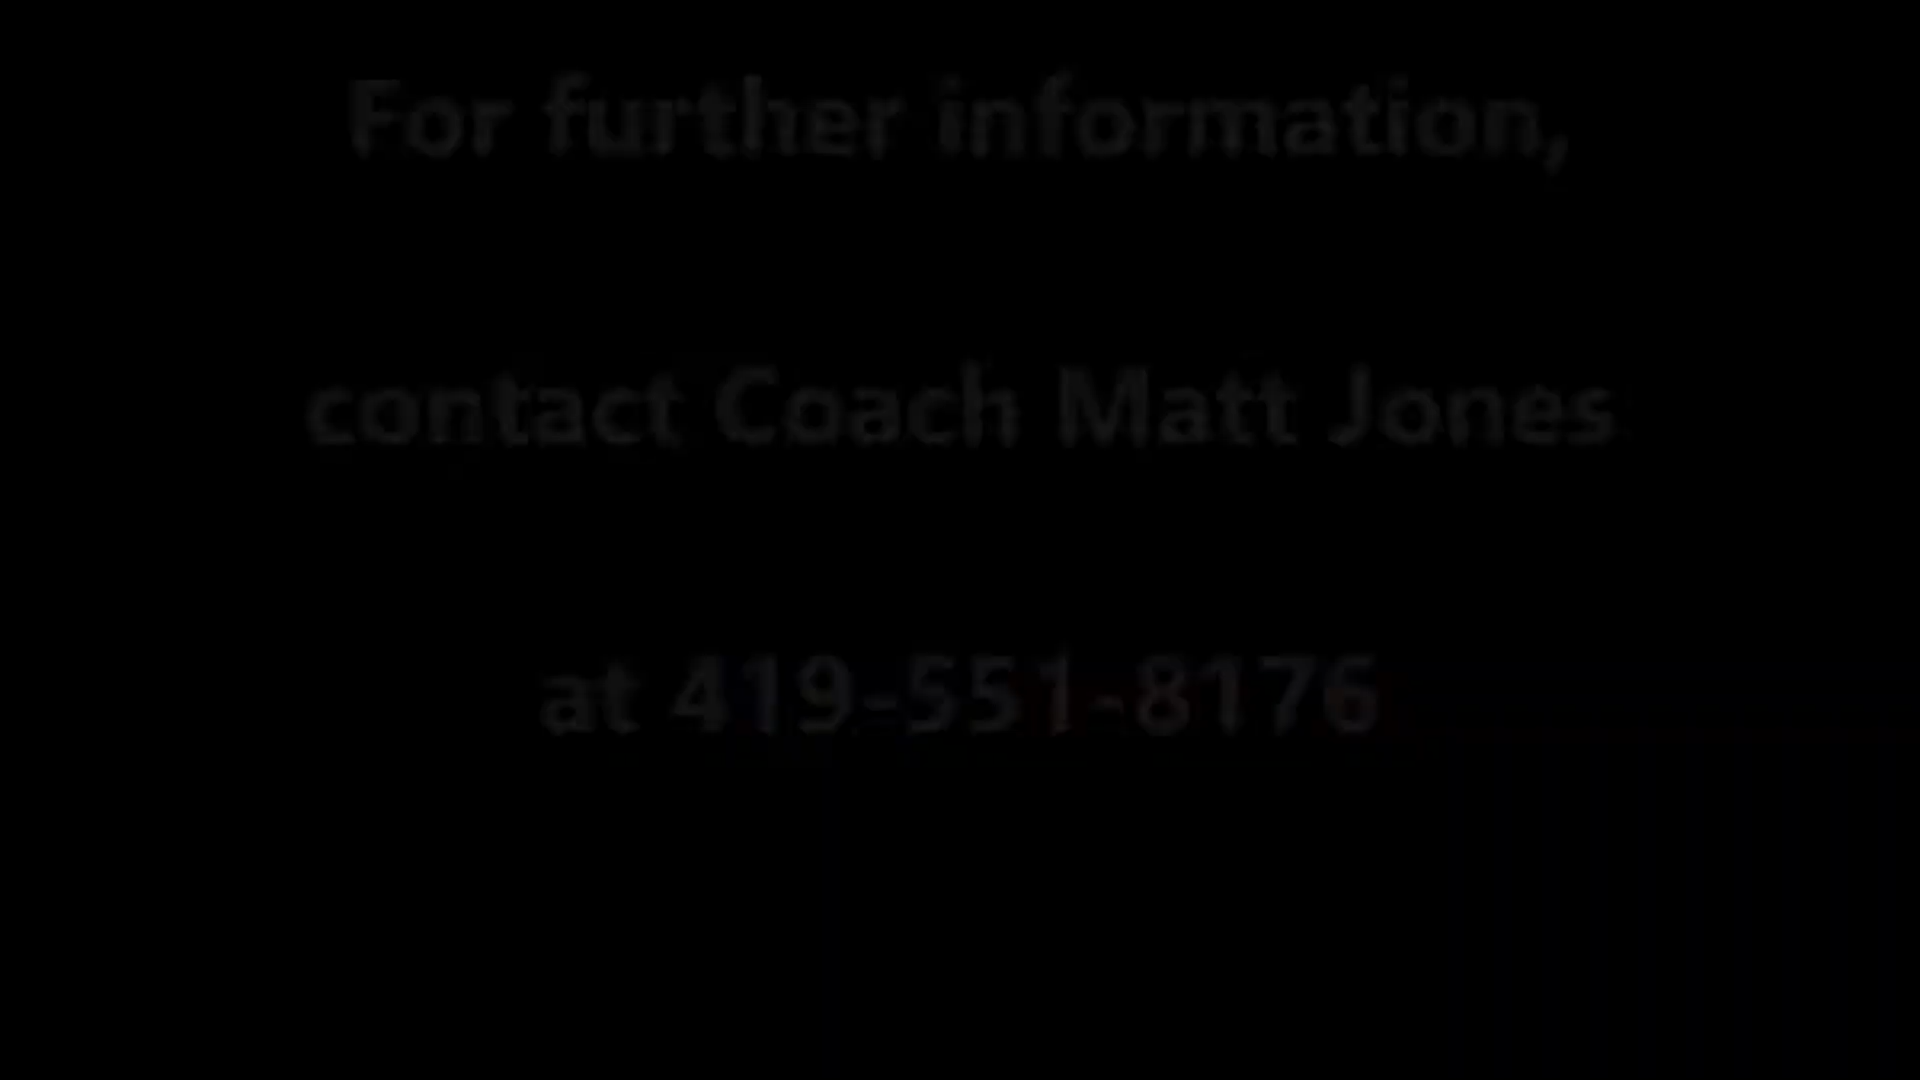 For further information,
contact Coach Matt Jones
at 419-551-8176